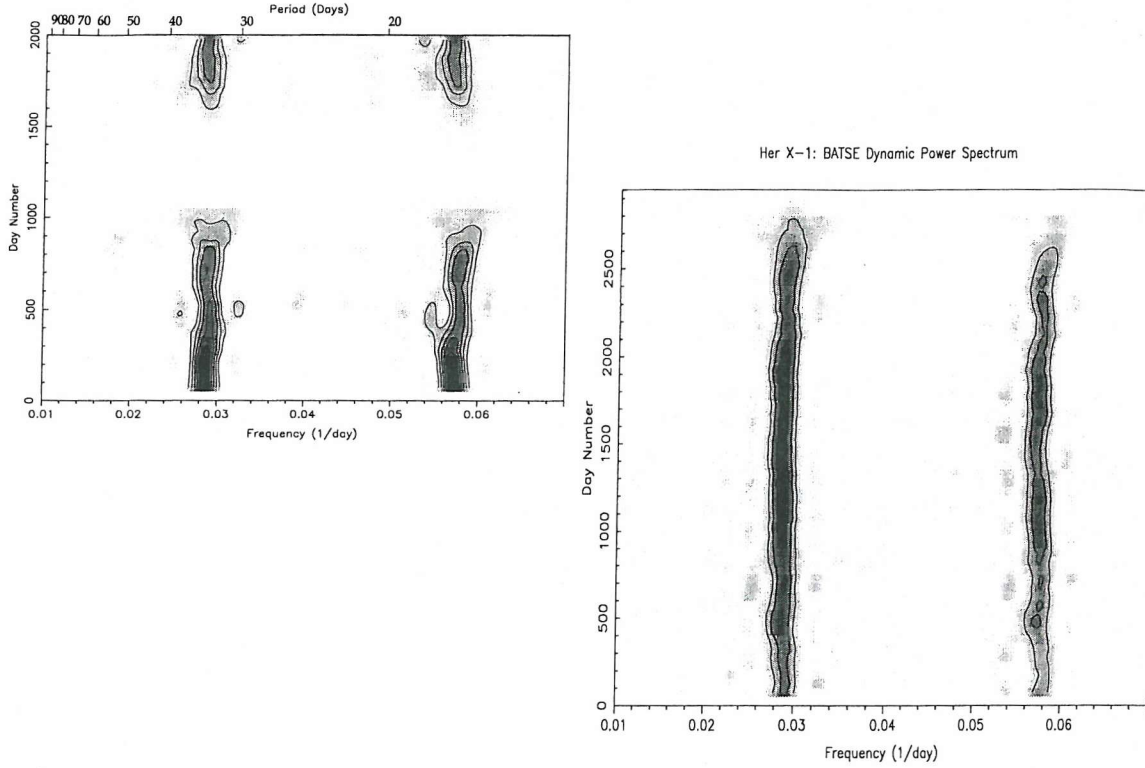 Period (Days)
90 80 70 60 50 40 30 20
2000
1500
1000
500
0
Day Number
0.01 0.02 0.03 0.04 0.05 0.06
Frequency (1/day)
Her X-1: BATSE Dynamic Power Spectrum
2500
2000
1500
1000
500
0
Day Number
0.01 0.02 0.03 0.04 0.05 0.06
Frequency (1/day)